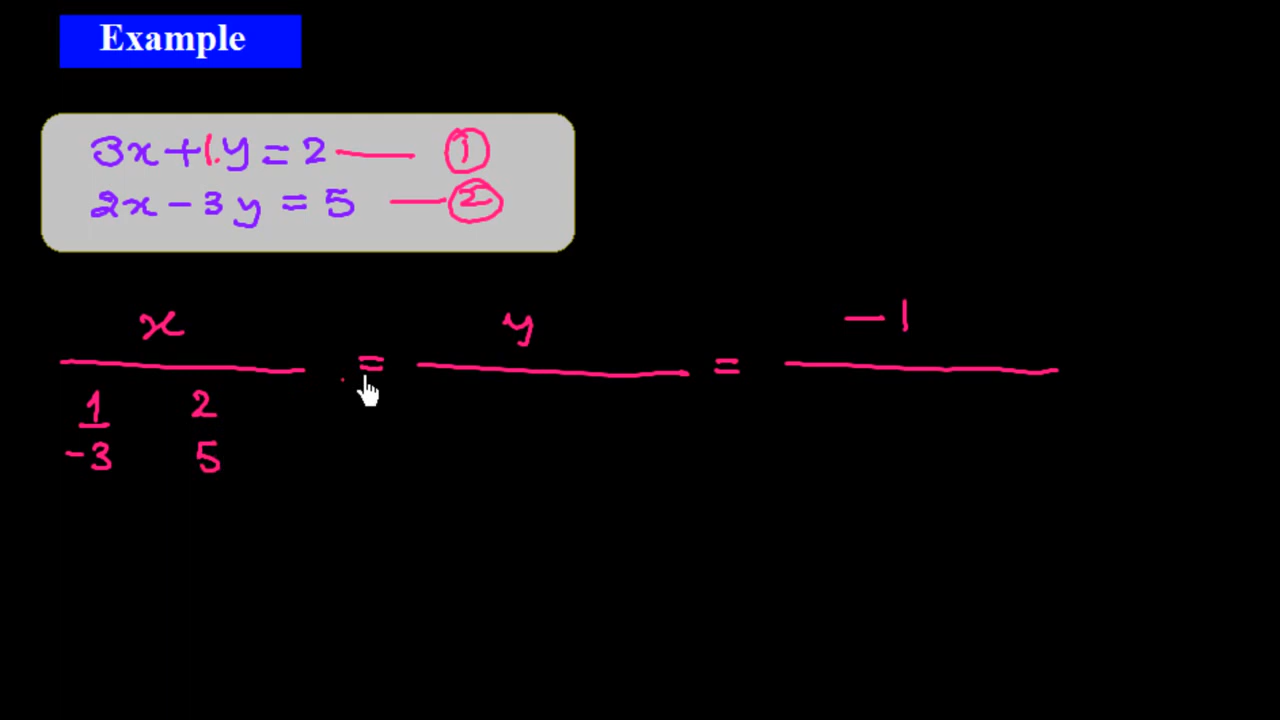 Example
3x+1.y=2 —— ①
2x-3y=5 —— ②
x = y = -1
1 2
-3 5